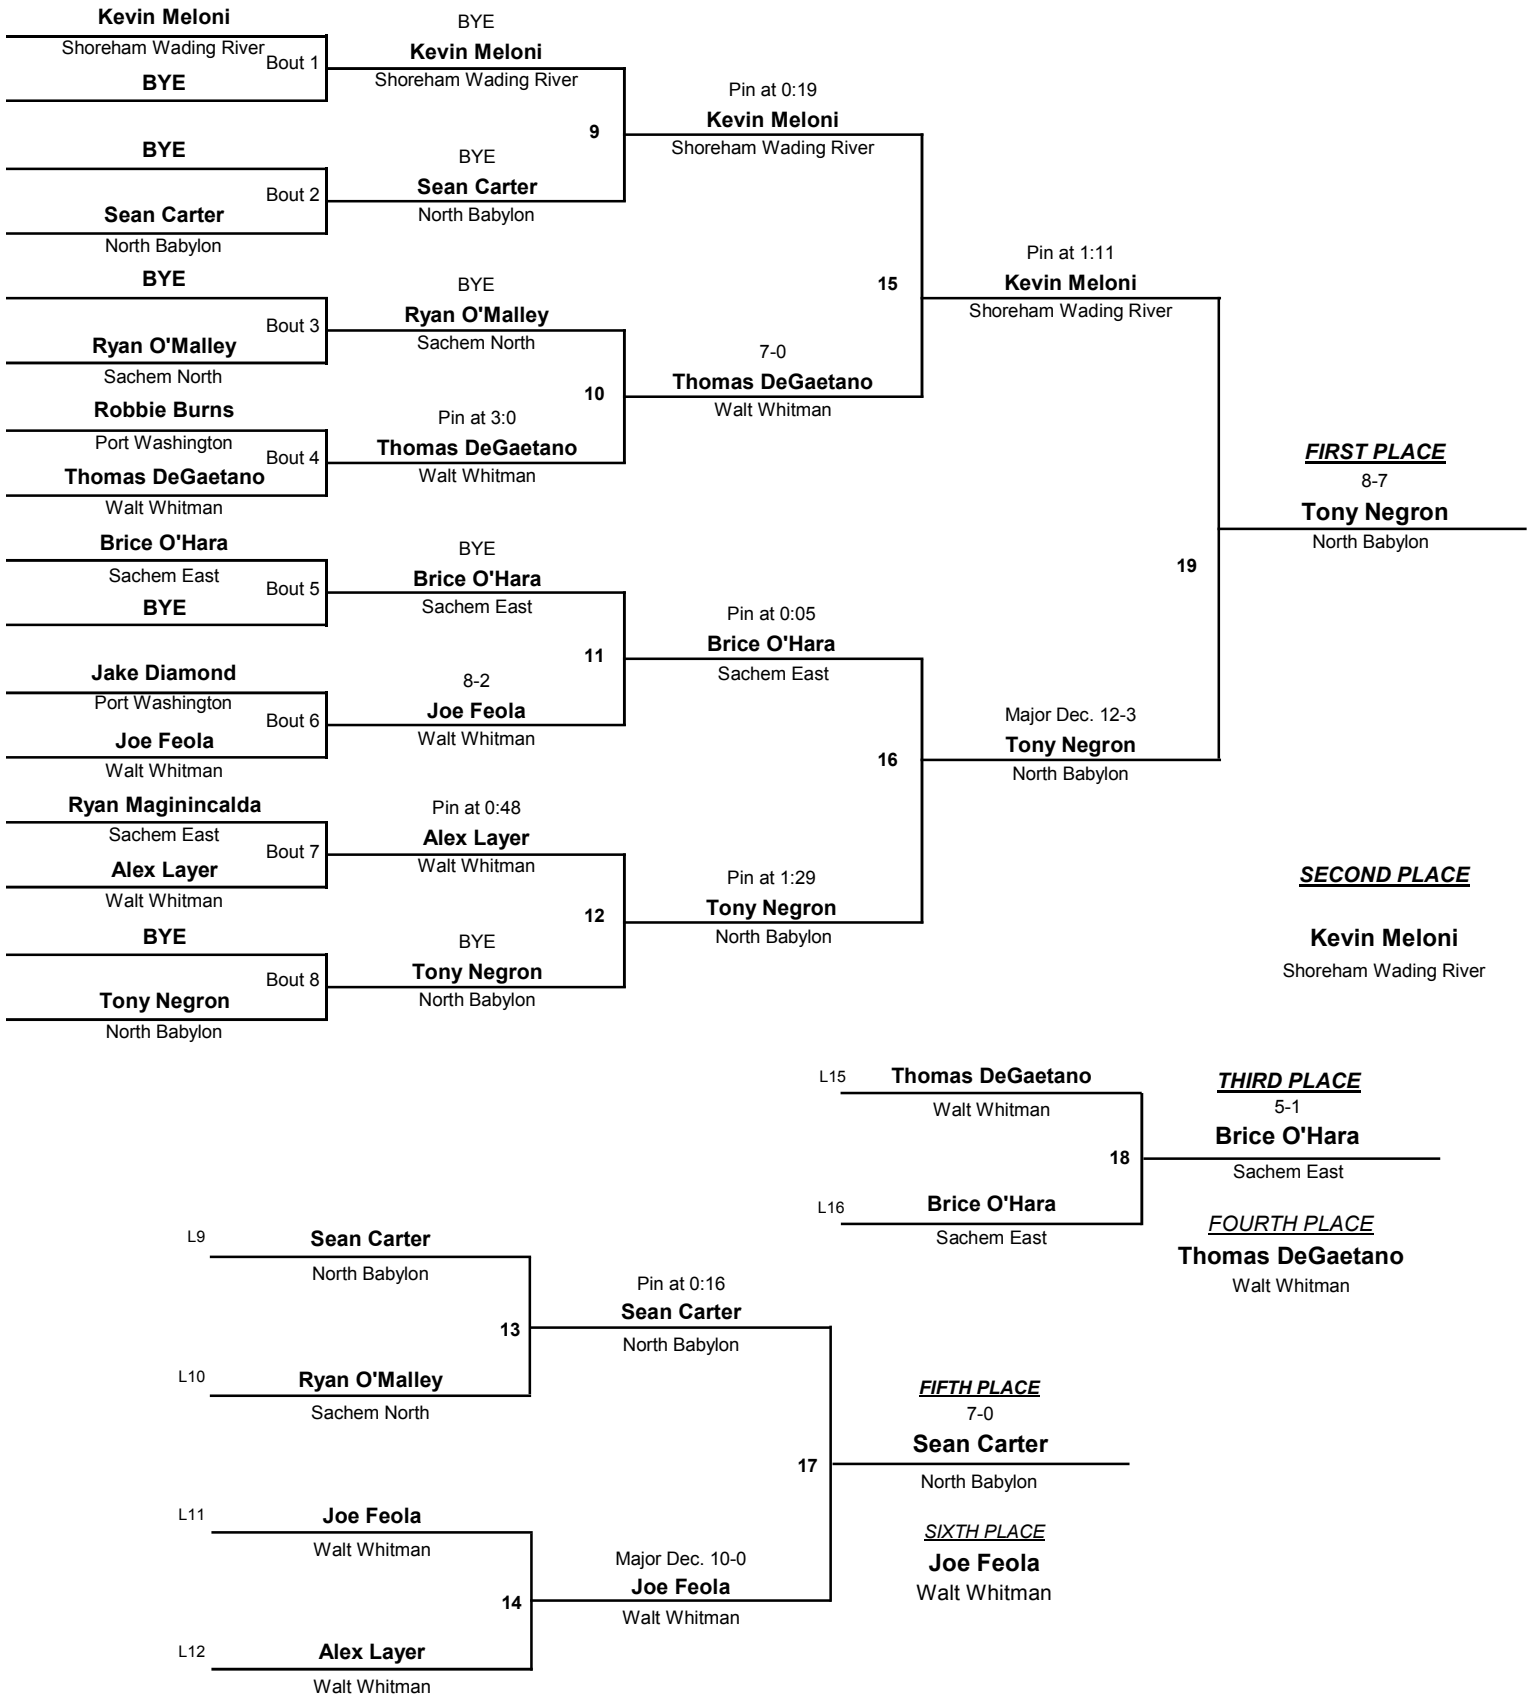 Kevin Meloni
Shoreham Wading River
Bout 1
BYE
BYE
Bout 2
Sean Carter
North Babylon
BYE
Bout 3
Ryan O'Malley
Sachem North
Robbie Burns
Port Washington
Bout 4
Thomas DeGaetano
Walt Whitman
Brice O'Hara
Sachem East
Bout 5
BYE
Jake Diamond
Port Washington
Bout 6
Joe Feola
Walt Whitman
Ryan Maginincalda
Sachem East
Bout 7
Alex Layer
Walt Whitman
BYE
Bout 8
Tony Negron
North Babylon
BYE
Kevin Meloni
Shoreham Wading River
9
BYE
Sean Carter
North Babylon
BYE
Ryan O'Malley
Sachem North
10
Pin at 3:0
Thomas DeGaetano
Walt Whitman
BYE
Brice O'Hara
Sachem East
11
8-2
Joe Feola
Walt Whitman
Pin at 0:48
Alex Layer
Walt Whitman
12
BYE
Tony Negron
North Babylon
Pin at 0:19
Kevin Meloni
Shoreham Wading River
15
7-0
Thomas DeGaetano
Walt Whitman
Pin at 0:05
Brice O'Hara
Sachem East
16
Pin at 1:29
Tony Negron
North Babylon
Pin at 1:11
Kevin Meloni
Shoreham Wading River
19
Major Dec. 12-3
Tony Negron
North Babylon
FIRST PLACE
8-7
Tony Negron
North Babylon
SECOND PLACE
Kevin Meloni
Shoreham Wading River
L15
Thomas DeGaetano
Walt Whitman
18
L16
Brice O'Hara
Sachem East
THIRD PLACE
5-1
Brice O'Hara
Sachem East
FOURTH PLACE
Thomas DeGaetano
Walt Whitman
L9
Sean Carter
North Babylon
13
L10
Ryan O'Malley
Sachem North
L11
Joe Feola
Walt Whitman
14
L12
Alex Layer
Walt Whitman
Pin at 0:16
Sean Carter
North Babylon
17
Major Dec. 10-0
Joe Feola
Walt Whitman
FIFTH PLACE
7-0
Sean Carter
North Babylon
SIXTH PLACE
Joe Feola
Walt Whitman